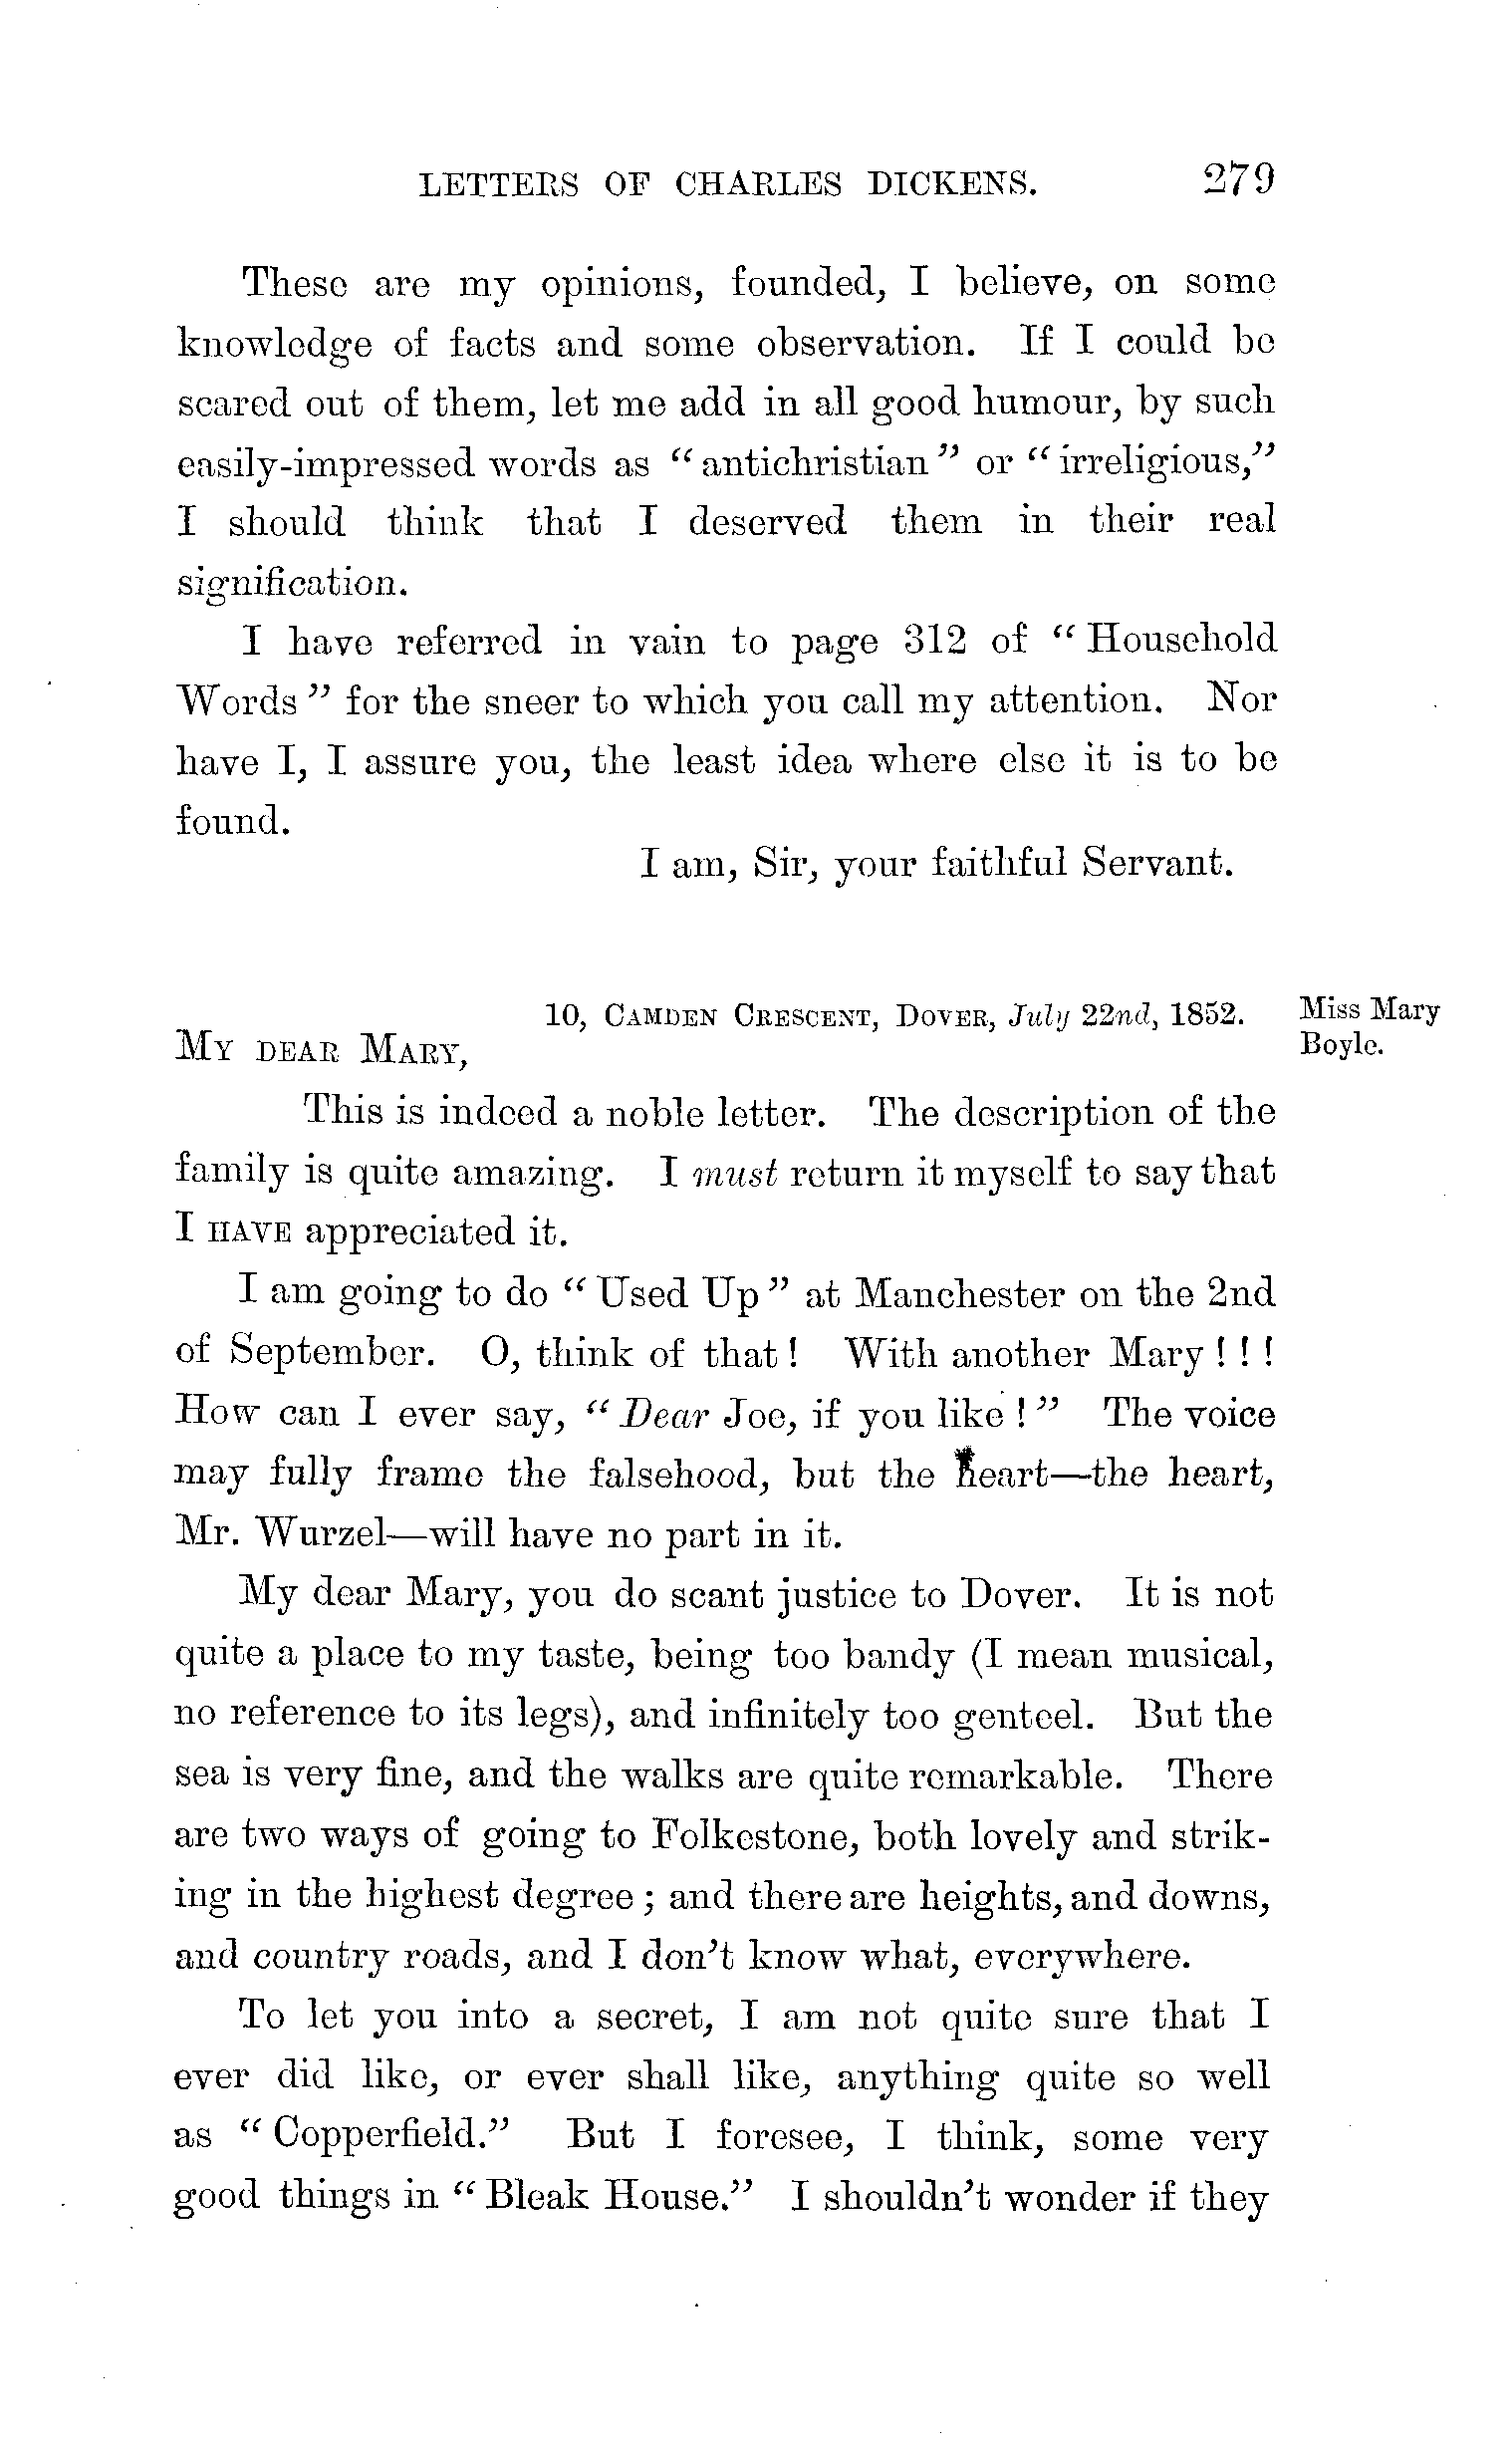 LETTERS OF CHARLES DICKENS. 279
These are my opinions, founded, I believe, on some
knowledge of facts and some observation. If I could be
scared out of them, let me add in all good humour, by such
easily-impressed words as “antichristian” or “irreligious,”
I should think that I deserved them in their real
signification.
I have referred in vain to page 312 of “Household
Words” for the sneer to which you call my attention. Nor
have I, I assure you, the least idea where else it is to be
found.
I am, Sir, your faithful Servant.
10, Camden Crescent, Dover, July 22nd, 1852.
Miss Mary
Boyle.
My dear Mary,
This is indeed a noble letter. The description of the
family is quite amazing. I must return it myself to say that
I HAVE appreciated it.
I am going to do “Used Up” at Manchester on the 2nd
of September. O, think of that! With another Mary!!!
How can I ever say, “Dear Joe, if you like!” The voice
may fully frame the falsehood, but the heart—the heart,
Mr. Wurzel—will have no part in it.
My dear Mary, you do scant justice to Dover. It is not
quite a place to my taste, being too bandy (I mean musical,
no reference to its legs), and infinitely too genteel. But the
sea is very fine, and the walks are quite remarkable. There
are two ways of going to Folkestone, both lovely and strik-
ing in the highest degree; and there are heights, and downs,
and country roads, and I don’t know what, everywhere.
To let you into a secret, I am not quite sure that I
ever did like, or ever shall like, anything quite so well
as “Copperfield.” But I foresee, I think, some very
good things in “Bleak House.” I shouldn’t wonder if they